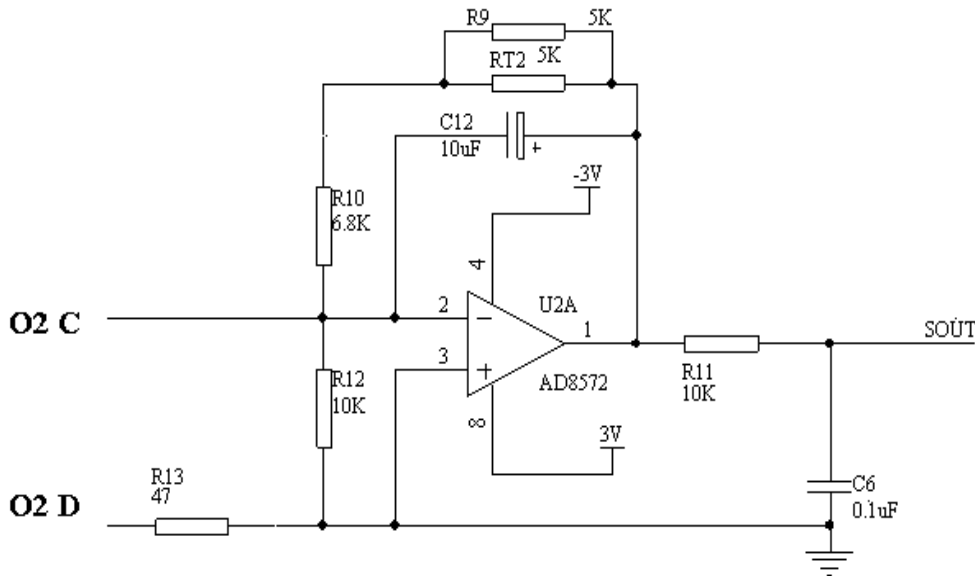 R9
5K
RT2
5K
C12
10uF
+
-3V
R10
6.8K
4
U2A
O2 C
2
1
SOUT
3
R12
10K
AD8572
R11
10K
8
3V
R13
47
O2 D
C6
0.1uF